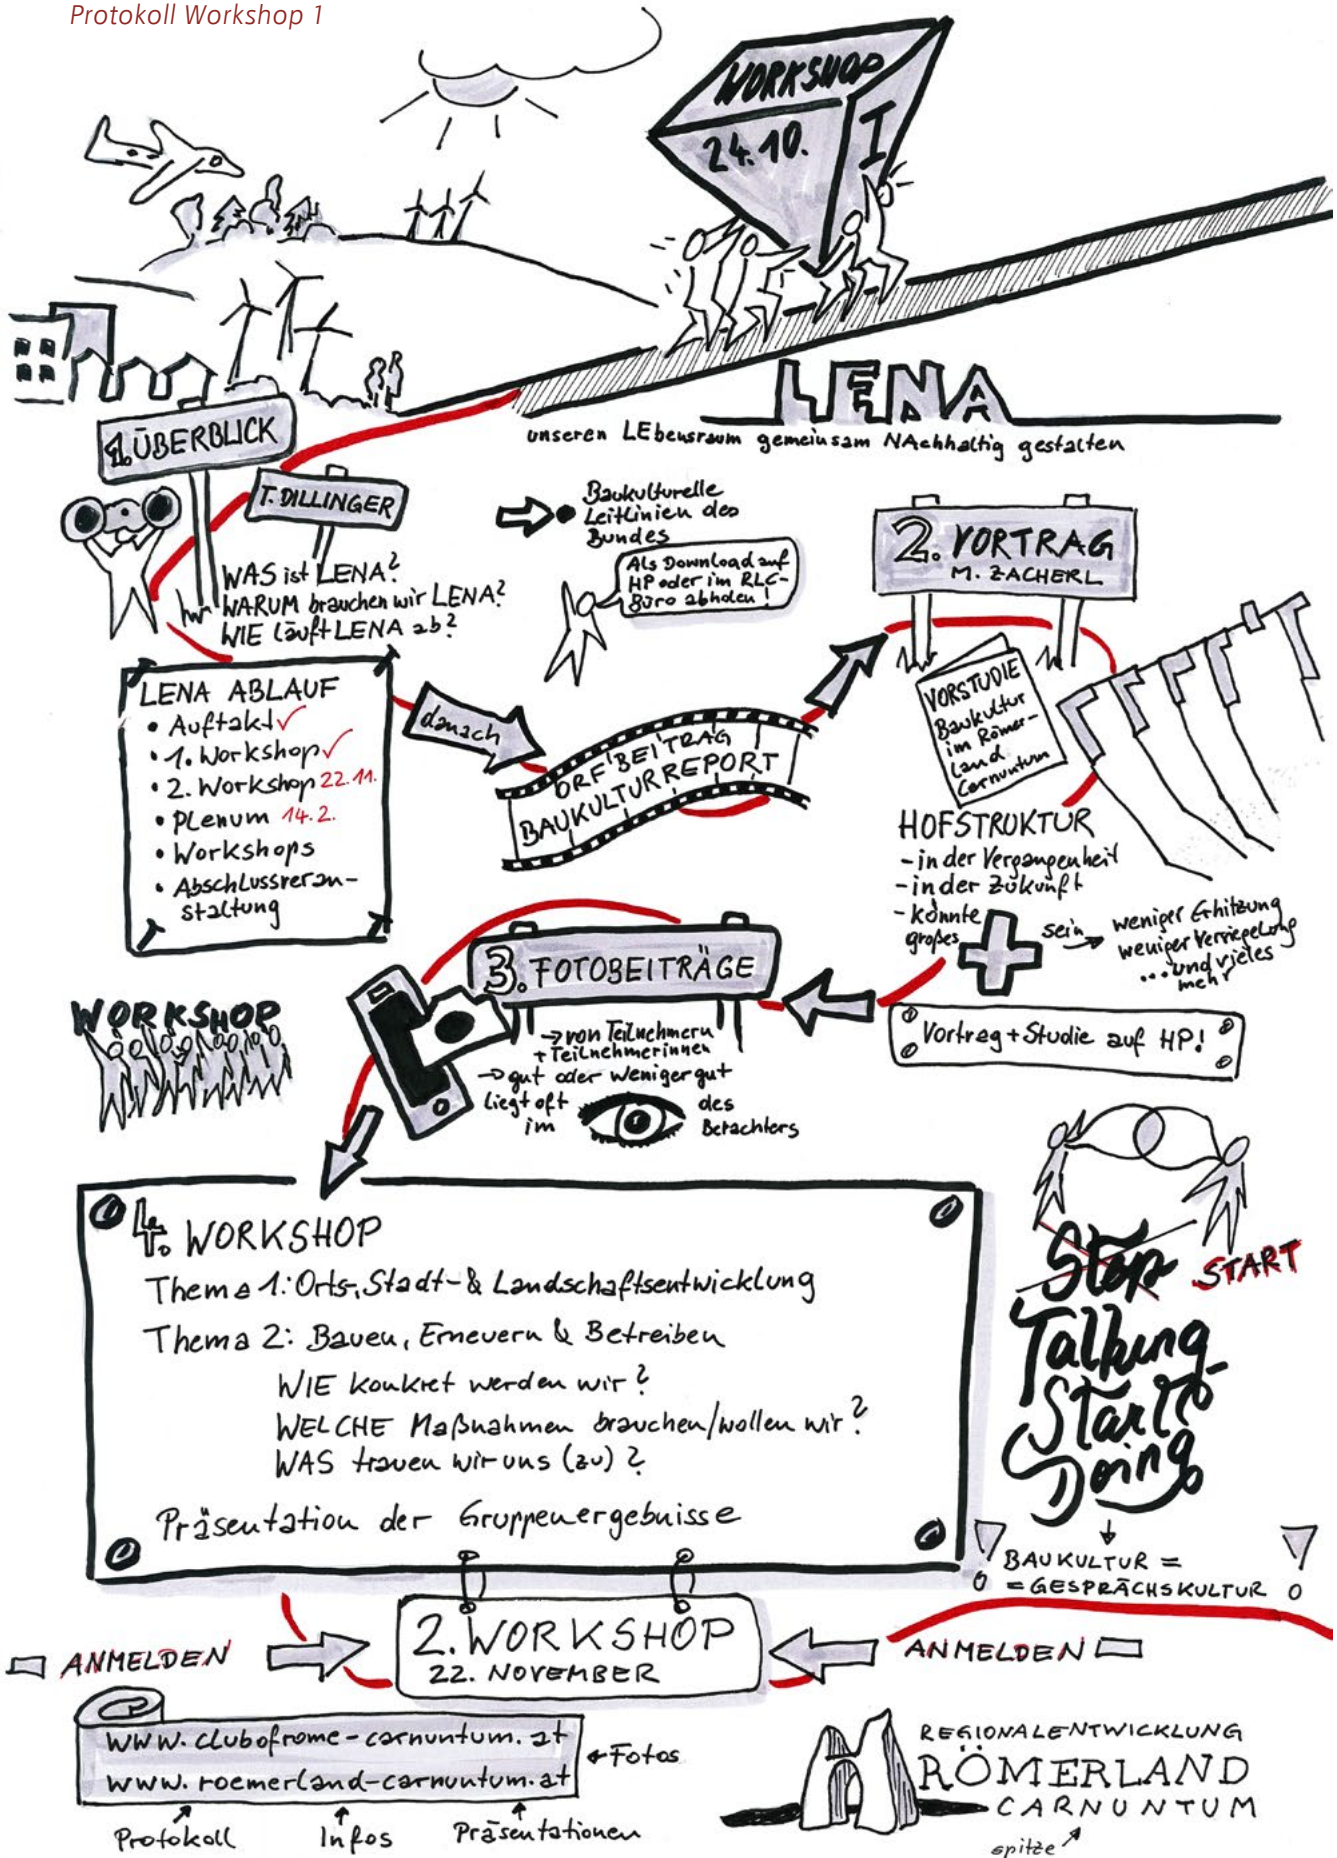 Protokoll Workshop 1
WORKSHOP
24.10.
I
LENA
unseren LEbensraum gemeinsam NAchhaltig gestalten
1. ÜBERBLICK
T. DILLINGER
WAS ist LENA?
WARUM brauchen wir LENA?
WIE läuft LENA ab?
Baukulturelle
Leitlinien des
Bundes
Als Download auf
HP oder im RLC-
Büro abholen!
2. VORTRAG
M. ZACHERL
LENA ABLAUF
• Auftakt ✓
• 1. Workshop ✓
• 2. Workshop 22.11.
• Plenum 14.2.
• Workshops
• Abschlussveran-
staltung
danach
ORF BEITRAG
BAUKULTURREPORT
VORSTUDIE
Baukultur
im Römer-
land
Carnuntum
HOFSTRUKTUR
- in der Vergangenheit
- in der Zukunft
- könnte
großes + sein → weniger Erhitzung
weniger Versiegelung
... und vieles
mehr
Vortrag + Studie auf HP!
3. FOTOBEITRÄGE
→ von Teilnehmern
+ Teilnehmerinnen
→ gut oder weniger gut
liegt oft
im
des
Betrachters
WORKSHOP
4. WORKSHOP
Thema 1: Orts-, Stadt- & Landschaftsentwicklung
Thema 2: Bauen, Erneuern & Betreiben
WIE konkret werden wir?
WELCHE Maßnahmen brauchen/wollen wir?
WAS trauen wir uns (zu)?
Präsentation der Gruppenergebnisse
Stop START
Talking
Start
Doing
BAUKULTUR =
= GESPRÄCHSKULTUR
2. WORKSHOP
22. NOVEMBER
ANMELDEN
ANMELDEN
www.clubofrome-carnuntum.at
www.roemerland-carnuntum.at
← Fotos
Protokoll
Infos
Präsentationen
REGIONALENTWICKLUNG
RÖMERLAND
CARNUNTUM
spitze